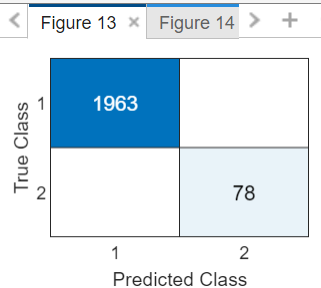 Figure 13 × Figure 14
1963
78
True Class
1
2
1 2
Predicted Class